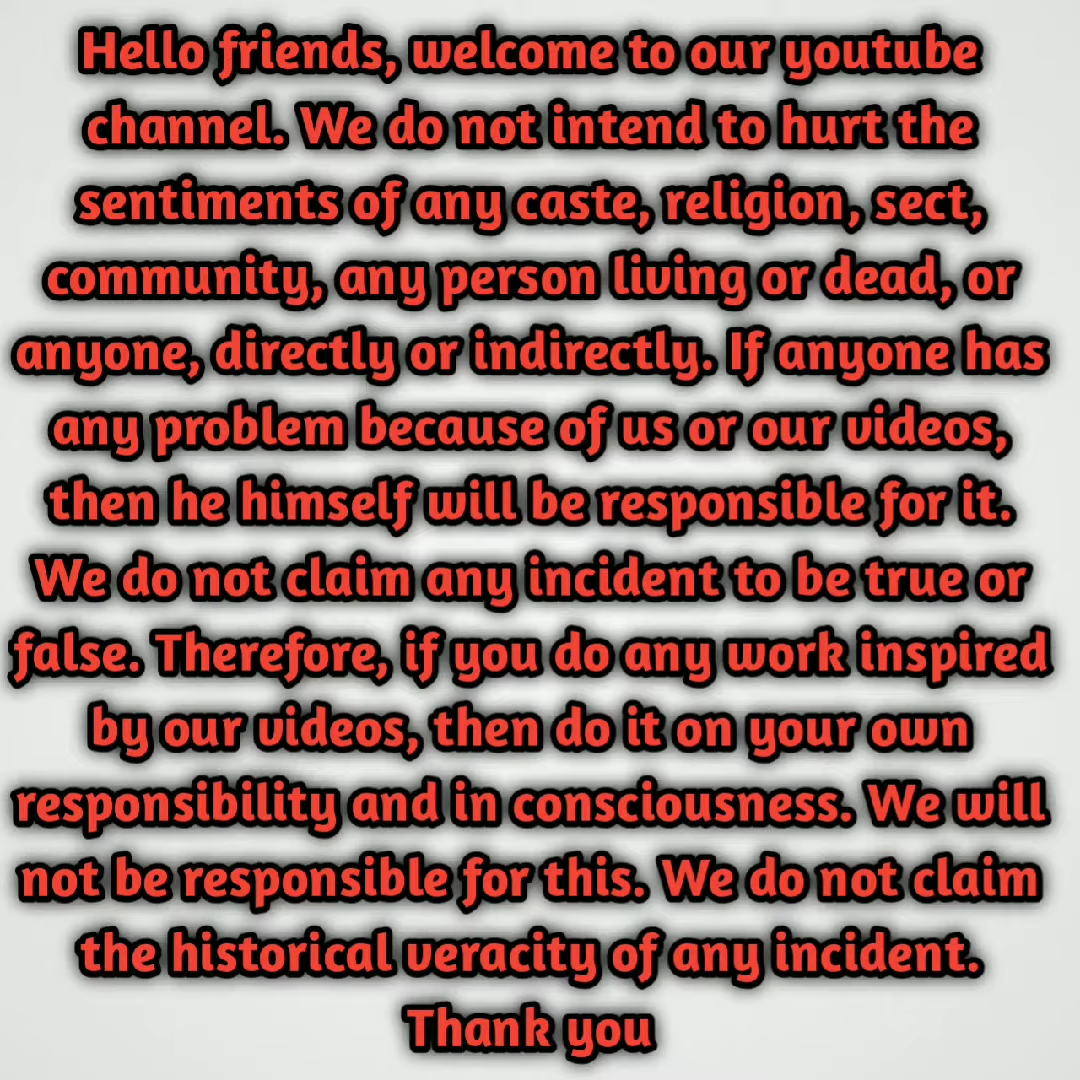 Hello friends, welcome to our youtube
channel. We do not intend to hurt the
sentiments of any caste, religion, sect,
community, any person living or dead, or
anyone, directly or indirectly. If anyone has
any problem because of us or our videos,
then he himself will be responsible for it.
We do not claim any incident to be true or
false. Therefore, if you do any work inspired
by our videos, then do it on your own
responsibility and in consciousness. We will
not be responsible for this. We do not claim
the historical veracity of any incident.
Thank you